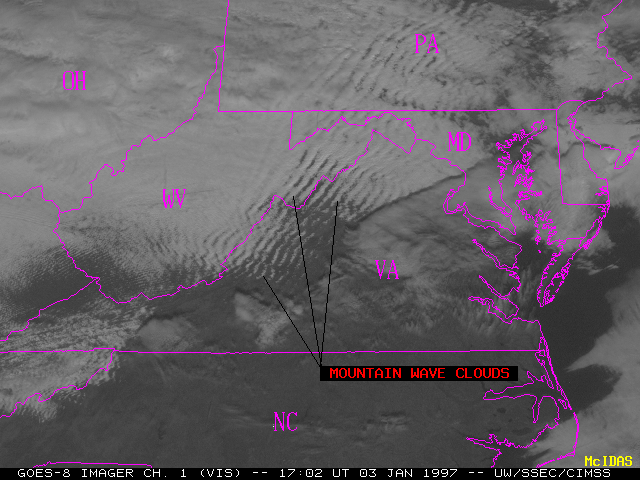 PA
OH
MD
WV
VA
MOUNTAIN WAVE CLOUDS
NC
McIDAS
GOES-8 IMAGER CH. 1 (VIS) -- 17:02 UT 03 JAN 1997 -- UW/SSEC/CIMSS